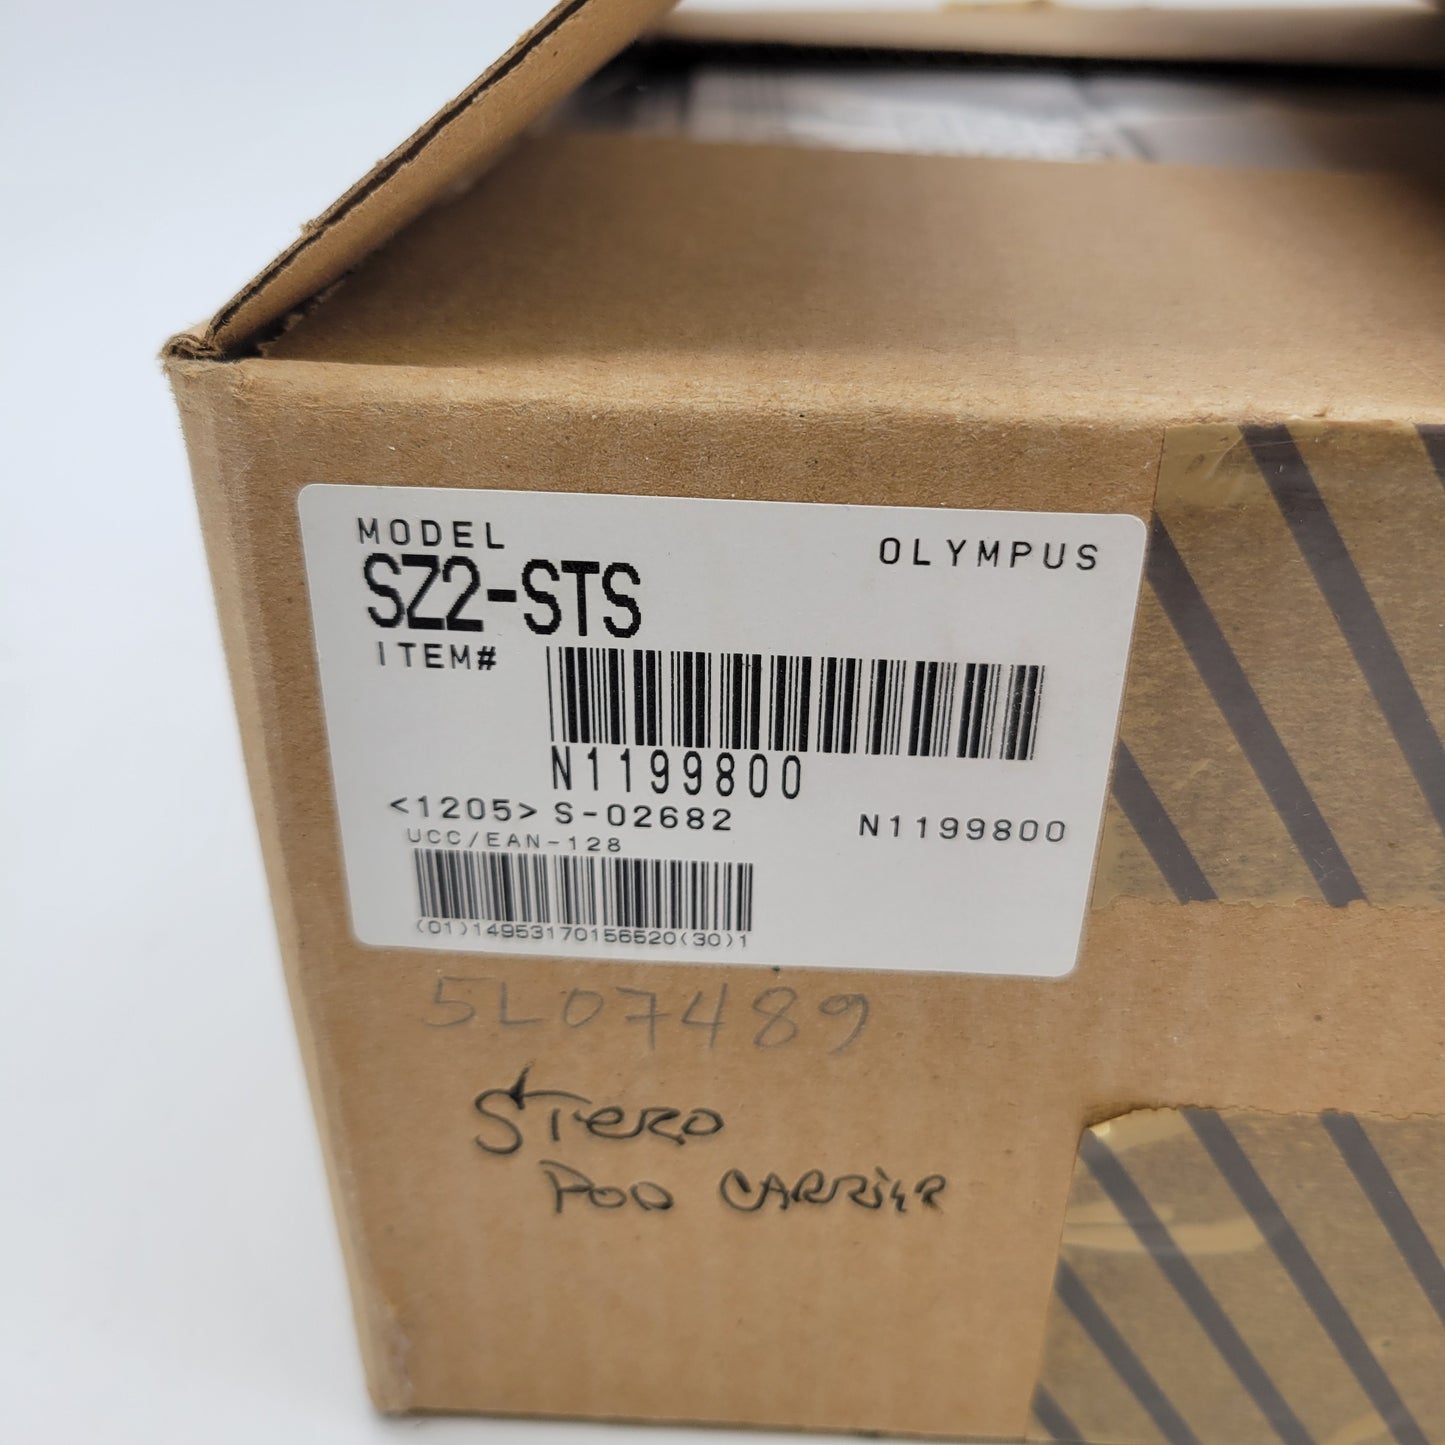 MODEL
OLYMPUS
SZ2-STS
ITEM#
N1199800
<1205> S-02682
N1199800
UCC/EAN-128
(01)14953170156520(30)1
5L07489
STEREO
POD CARRIER